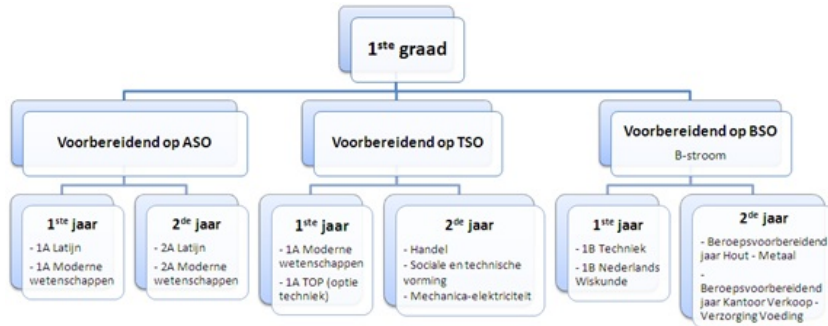 1ste graad
Voorbereidend op ASO
Voorbereidend op TSO
Voorbereidend op BSO
B-stroom
1ste jaar
- 1A Latijn
- 1A Moderne
wetenschappen
2de jaar
- 2A Latijn
- 2A Moderne
wetenschappen
1ste jaar
- 1A Moderne
wetenschappen
- 1A TOP (optie
techniek)
2de jaar
- Handel
- Sociale en technische
vorming
- Mechanica-elektriciteit
1ste jaar
- 1B Techniek
- 1B Nederlands
Wiskunde
2de jaar
- Beroepsvoorbereidend
jaar Hout - Metaal
-
Beroepsvoorbereidend
jaar Kantoor Verkoop -
Verzorging Voeding